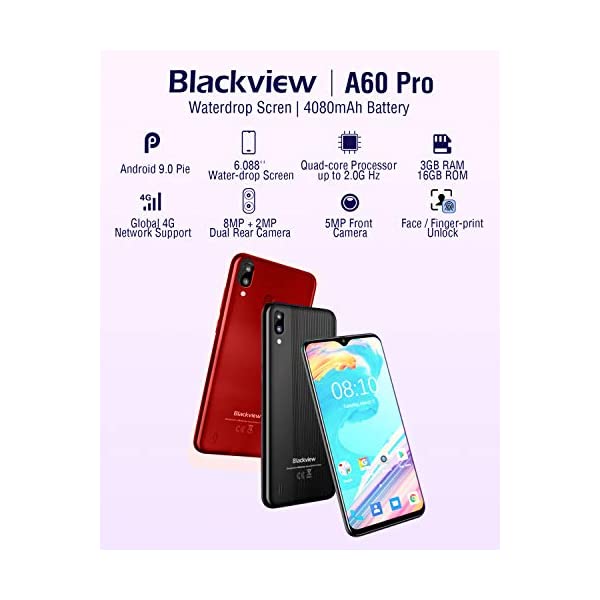 Blackview | A60 Pro
Waterdrop Scren | 4080mAh Battery
Android 9.0 Pie
6.088''
Water-drop Screen
Quad-core Processor
up to 2.0G Hz
3GB RAM
16GB ROM
4G
Global 4G
Network Support
8MP + 2MP
Dual Rear Camera
5MP Front
Camera
Face / Finger-print
Unlock
08:10
Blackview
Blackview